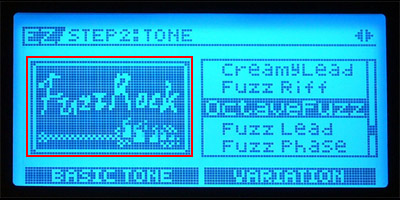 EZ STEP2:TONE
FuzzRock
CreamyLead
Fuzz Riff
OctaveFuzz
Fuzz Lead
Fuzz Phase
BASIC TONE
VARIATION